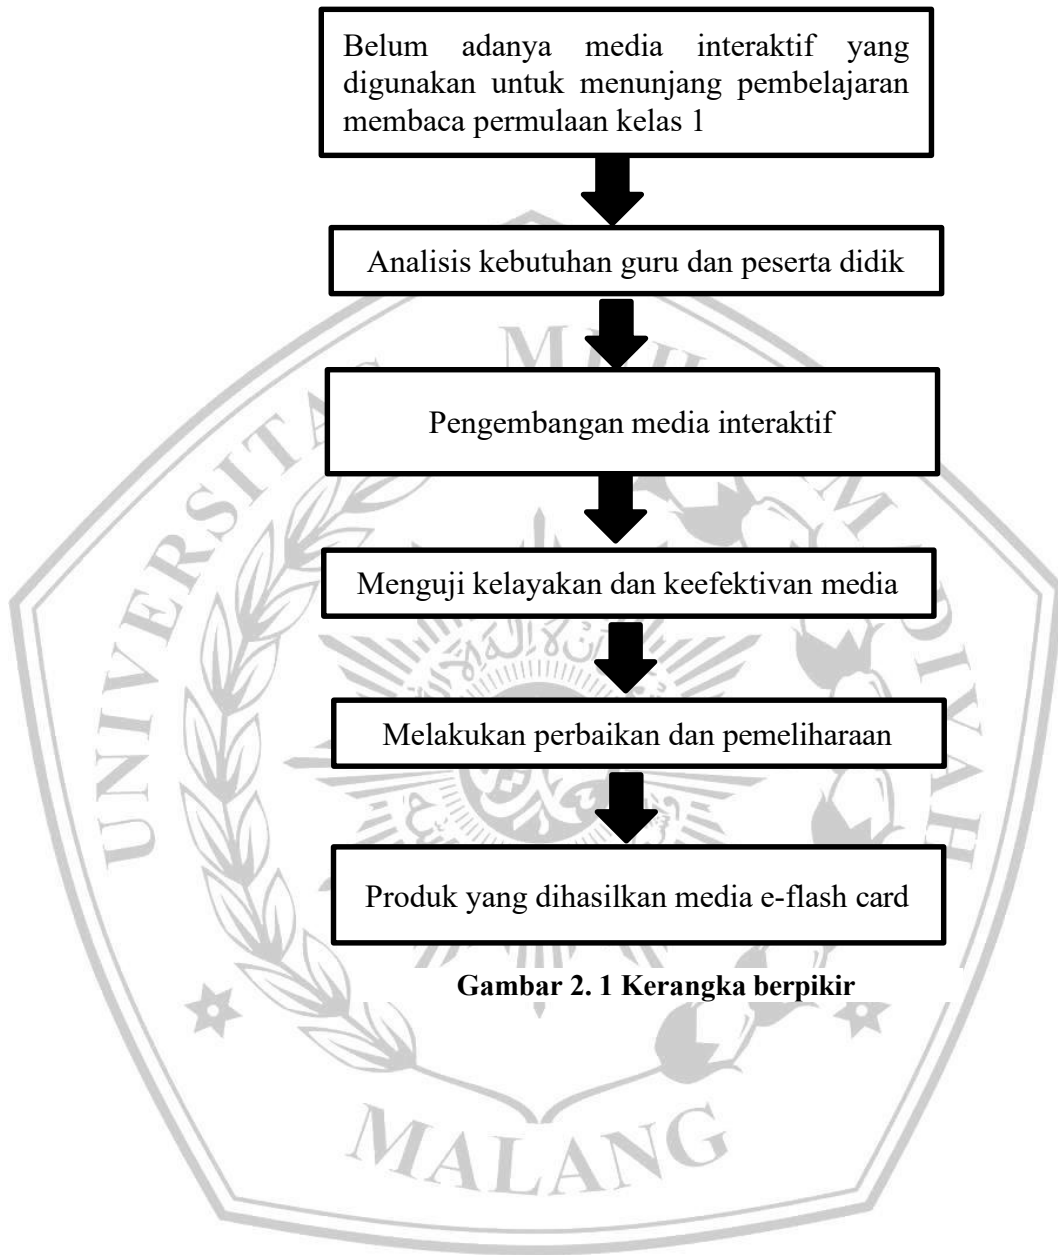 Belum adanya media interaktif yang
digunakan untuk menunjang pembelajaran
membaca permulaan kelas 1
Analisis kebutuhan guru dan peserta didik
Pengembangan media interaktif
Menguji kelayakan dan keefektivan media
Melakukan perbaikan dan pemeliharaan
Produk yang dihasilkan media e-flash card
Gambar 2. 1 Kerangka berpikir
UNIVERSITAS
MALANG